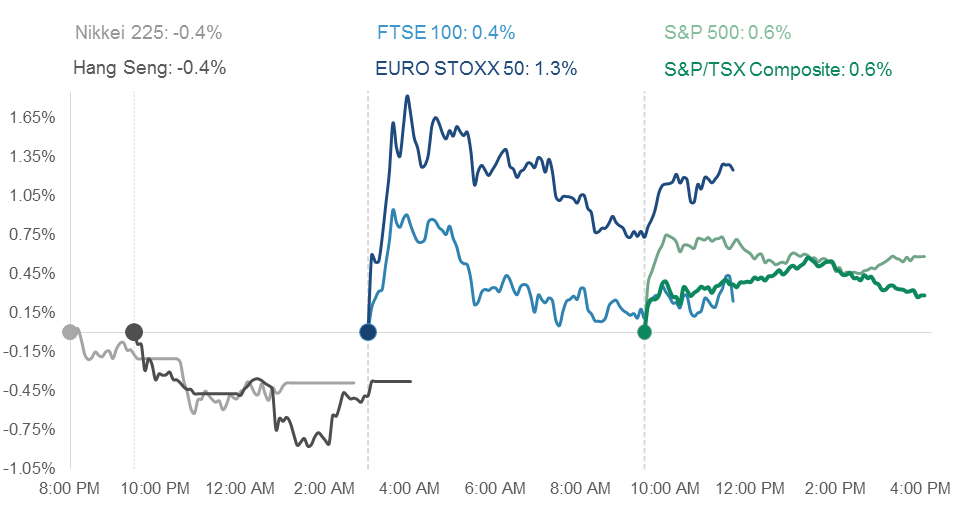 Nikkei 225: -0.4%
FTSE 100: 0.4%
S&P 500: 0.6%
Hang Seng: -0.4%
EURO STOXX 50: 1.3%
S&P/TSX Composite: 0.6%
1.65%
1.35%
1.05%
0.75%
0.45%
0.15%
-0.15%
-0.45%
-0.75%
-1.05%
8:00 PM 10:00 PM 12:00 AM 2:00 AM 4:00 AM 6:00 AM 8:00 AM 10:00 AM 12:00 PM 2:00 PM 4:00 PM